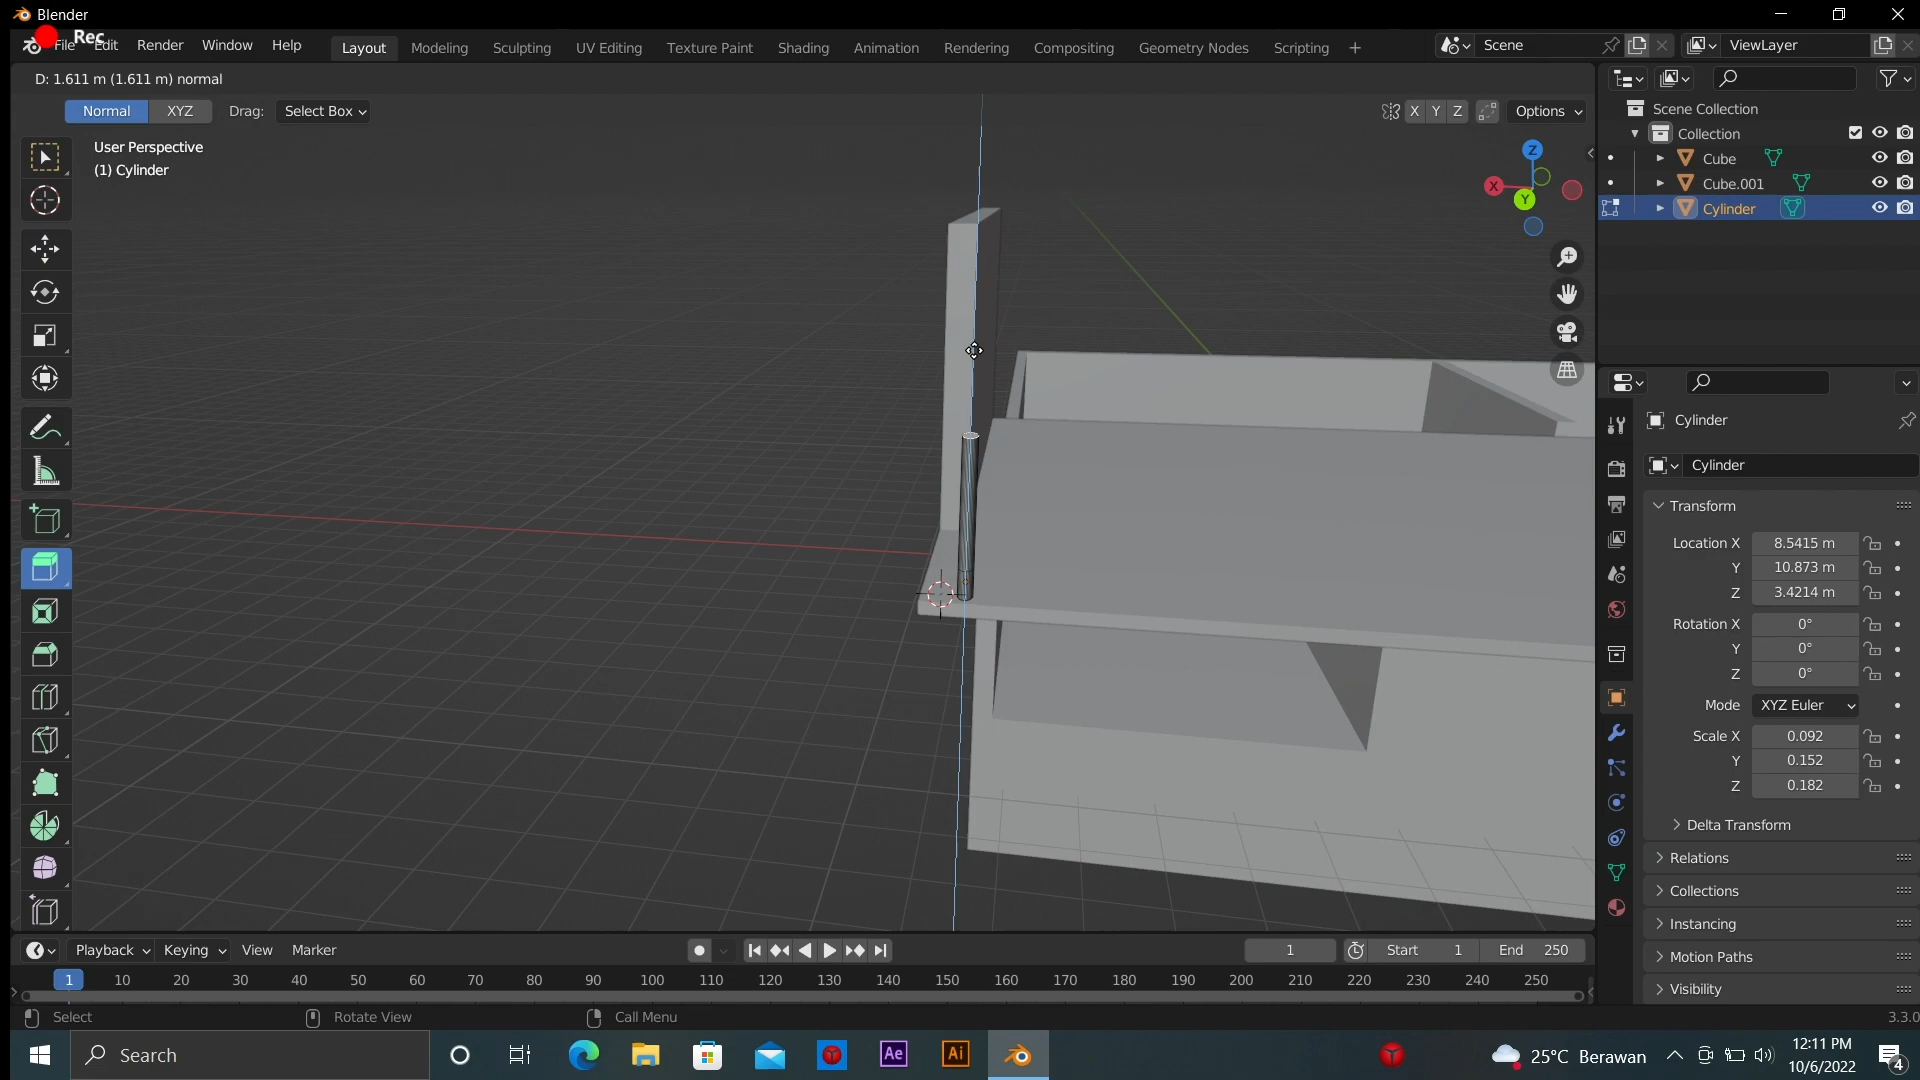 Blender
Rec
File Edit Render Window Help Layout Modeling Sculpting UV Editing Texture Paint Shading Animation Rendering Compositing Geometry Nodes Scripting + Scene ViewLayer
D: 1.611 m (1.611 m) normal
Normal XYZ Drag: Select Box X Y Z Options
User Perspective
(1) Cylinder
Z
X
Y
Scene Collection
Collection
Cube
Cube.001
Cylinder
Cylinder
Cylinder
Transform
Location X 8.5415 m
Y 10.873 m
Z 3.4214 m
Rotation X 0°
Y 0°
Z 0°
Mode XYZ Euler
Scale X 0.092
Y 0.152
Z 0.182
Delta Transform
Relations
Collections
Instancing
Motion Paths
Visibility
Playback Keying View Marker 1 Start 1 End 250
1 10 20 30 40 50 60 70 80 90 100 110 120 130 140 150 160 170 180 190 200 210 220 230 240 250
Select Rotate View Call Menu 3.3.0
Search Ae Ai 25°C Berawan 12:11 PM
10/6/2022 4